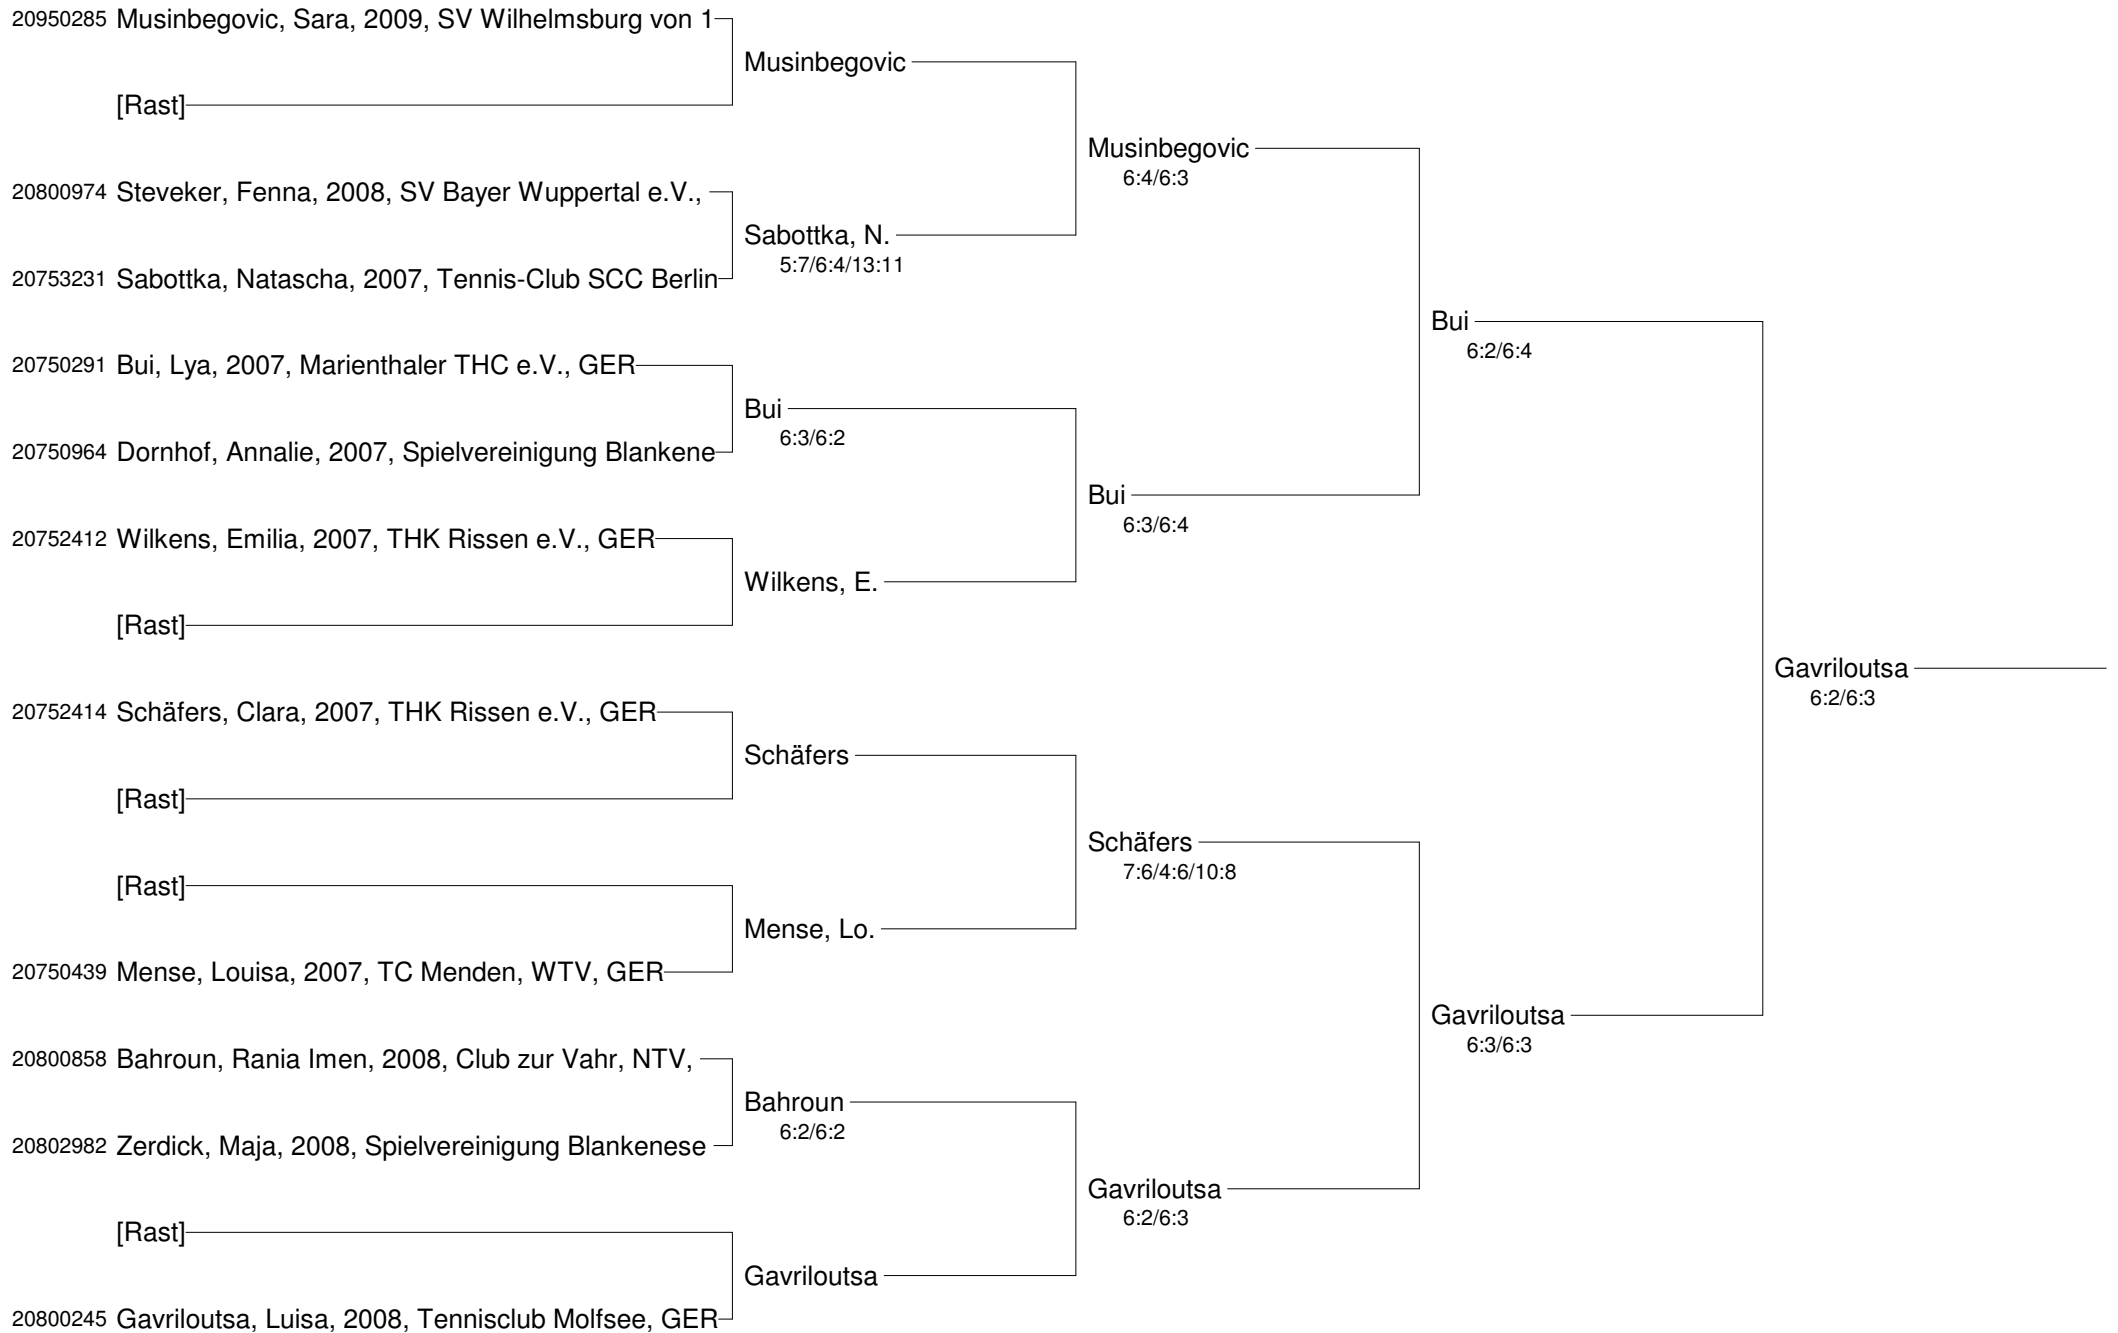 20950285 Musinbegovic, Sara, 2009, SV Wilhelmsburg von 1
Musinbegovic
[Rast]
Musinbegovic
6:4/6:3
20800974 Steveker, Fenna, 2008, SV Bayer Wuppertal e.V.,
Sabottka, N.
5:7/6:4/13:11
20753231 Sabottka, Natascha, 2007, Tennis-Club SCC Berlin
Bui
6:2/6:4
20750291 Bui, Lya, 2007, Marienthaler THC e.V., GER
Bui
6:3/6:2
20750964 Dornhof, Annalie, 2007, Spielvereinigung Blankene
Bui
6:3/6:4
20752412 Wilkens, Emilia, 2007, THK Rissen e.V., GER
Wilkens, E.
[Rast]
Gavriloutsa
6:2/6:3
20752414 Schäfers, Clara, 2007, THK Rissen e.V., GER
Schäfers
[Rast]
Schäfers
7:6/4:6/10:8
[Rast]
Mense, Lo.
20750439 Mense, Louisa, 2007, TC Menden, WTV, GER
Gavriloutsa
6:3/6:3
20800858 Bahroun, Rania Imen, 2008, Club zur Vahr, NTV,
Bahroun
6:2/6:2
20802982 Zerdick, Maja, 2008, Spielvereinigung Blankenese
Gavriloutsa
6:2/6:3
[Rast]
Gavriloutsa
20800245 Gavriloutsa, Luisa, 2008, Tennisclub Molfsee, GER